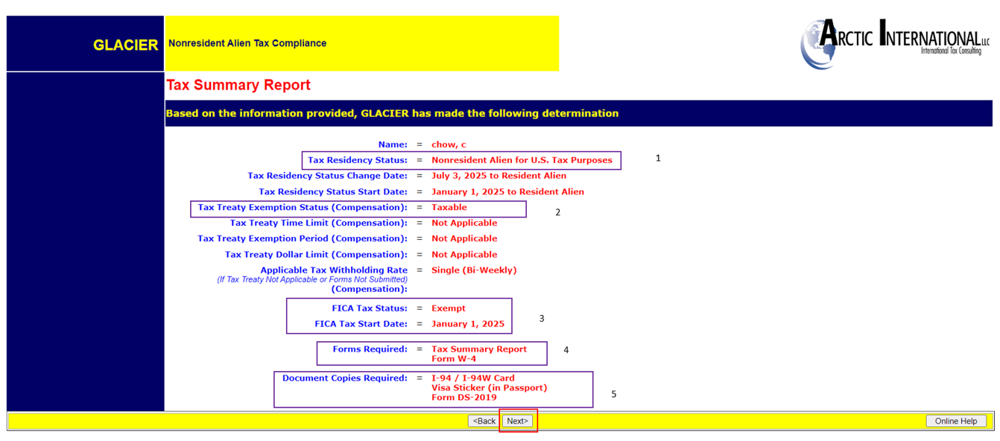 GLACIER Nonresident Alien Tax Compliance
ARCTIC INTERNATIONAL LLC
International Tax Consulting
Tax Summary Report
Based on the information provided, GLACIER has made the following determination
Name: = chow, c
Tax Residency Status: = Nonresident Alien for U.S. Tax Purposes 1
Tax Residency Status Change Date: = July 3, 2025 to Resident Alien
Tax Residency Status Start Date: = January 1, 2025 to Resident Alien
Tax Treaty Exemption Status (Compensation): = Taxable 2
Tax Treaty Time Limit (Compensation): = Not Applicable
Tax Treaty Exemption Period (Compensation): = Not Applicable
Tax Treaty Dollar Limit (Compensation): = Not Applicable
Applicable Tax Withholding Rate = Single (Bi-Weekly)
(If Tax Treaty Not Applicable or Forms Not Submitted)
(Compensation):
FICA Tax Status: = Exempt
3
FICA Tax Start Date: = January 1, 2025
Forms Required: = Tax Summary Report 4
Form W-4
Document Copies Required: = I-94 / I-94W Card
Visa Sticker (in Passport)
5
Form DS-2019
<Back Next> Online Help